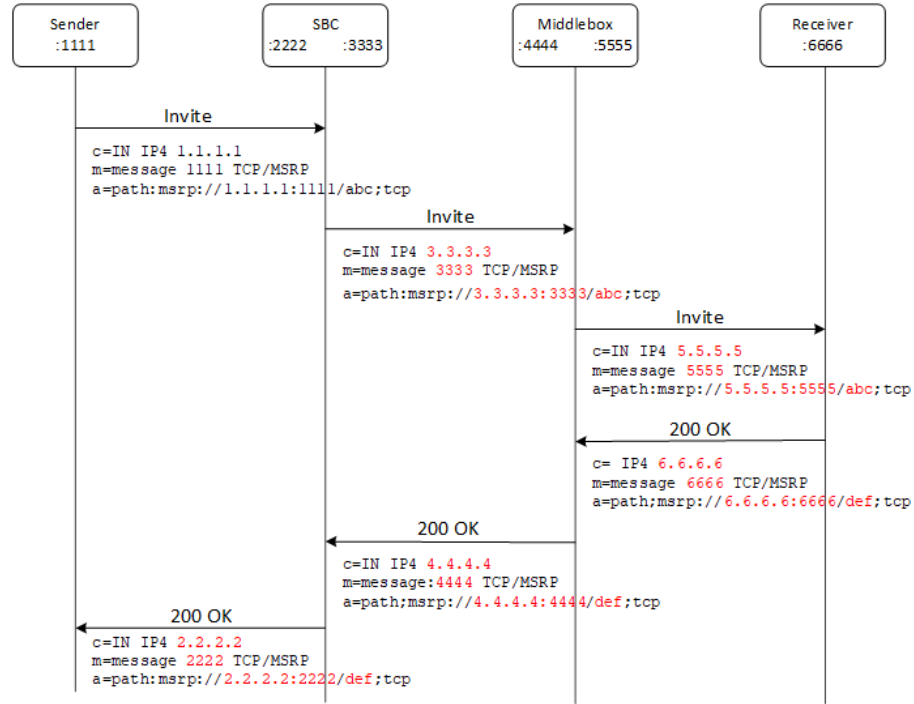 Sender
:1111
SBC
:2222 :3333
Middlebox
:4444 :5555
Receiver
:6666
Invite
c=IN IP4 1.1.1.1
m=message 1111 TCP/MSRP
a=path:msrp://1.1.1.1:1111/abc;tcp
Invite
c=IN IP4 3.3.3.3
m=message 3333 TCP/MSRP
a=path:msrp://3.3.3.3:3333/abc;tcp
Invite
c=IN IP4 5.5.5.5
m=message 5555 TCP/MSRP
a=path:msrp://5.5.5.5:5555/abc;tcp
200 OK
c= IP4 6.6.6.6
m=message 6666 TCP/MSRP
a=path;msrp://6.6.6.6:6666/def;tcp
200 OK
c=IN IP4 4.4.4.4
m=message:4444 TCP/MSRP
a=path;msrp://4.4.4.4:4444/def;tcp
200 OK
c=IN IP4 2.2.2.2
m=message 2222 TCP/MSRP
a=path:msrp://2.2.2.2:2222/def;tcp